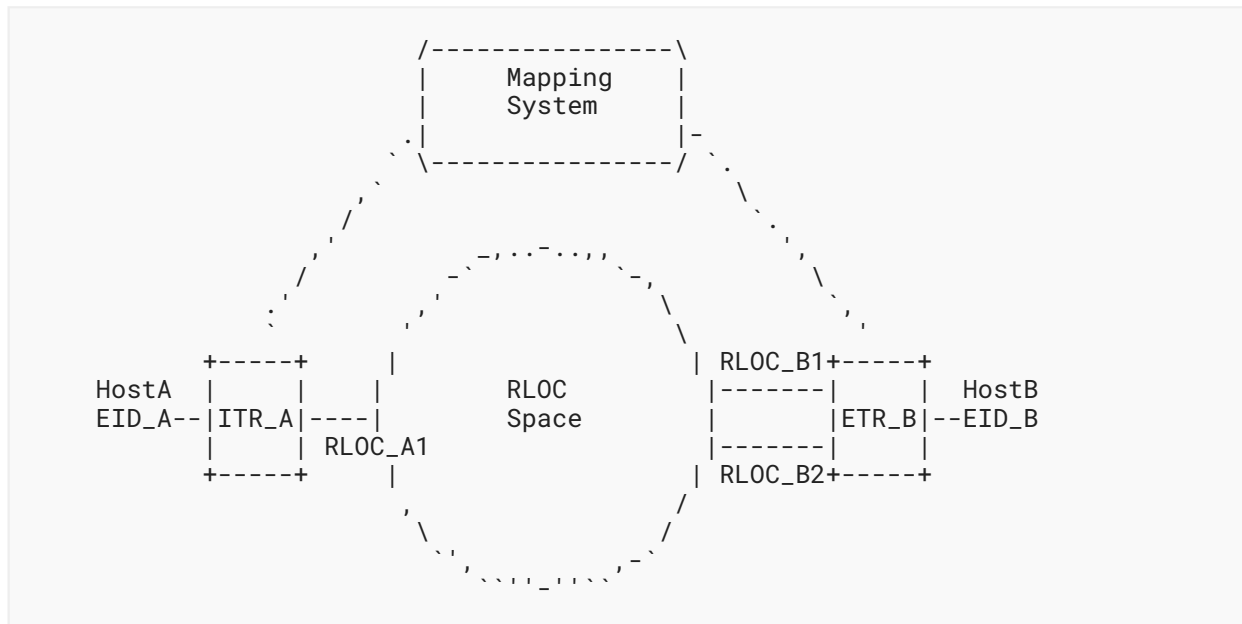 Mapping
System
RLOC_B1
HostA RLOC HostB
EID_A--|ITR_A|----| Space |ETR_B|--EID_B
RLOC_A1
RLOC_B2